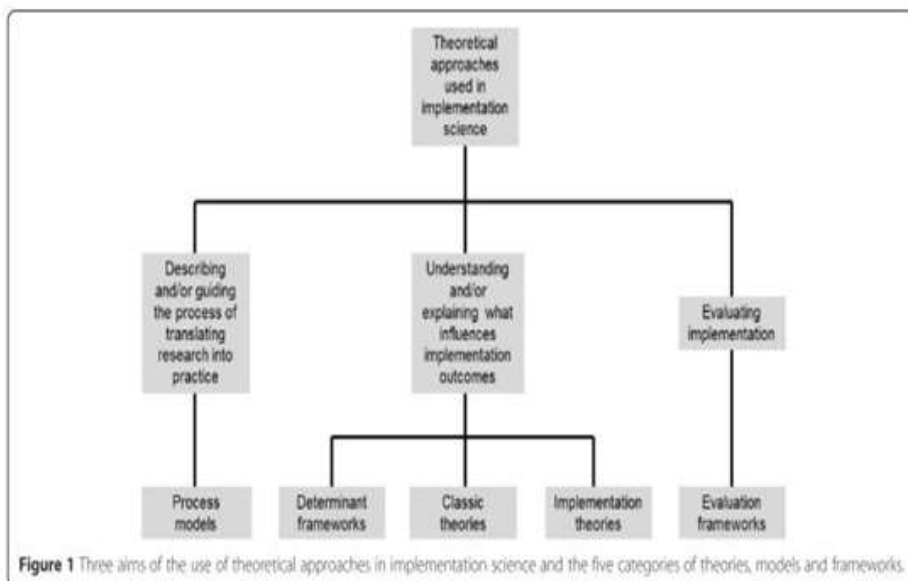 Theoretical
approaches
used in
implementation
science
Describing
and/or guiding
the process of
translating
research into
practice
Understanding
and/or
explaining what
influences
implementation
outcomes
Evaluating
implementation
Process
models
Determinant
frameworks
Classic
theories
Implementation
theories
Evaluation
frameworks
Figure 1 Three aims of the use of theoretical approaches in implementation science and the five categories of theories, models and frameworks.